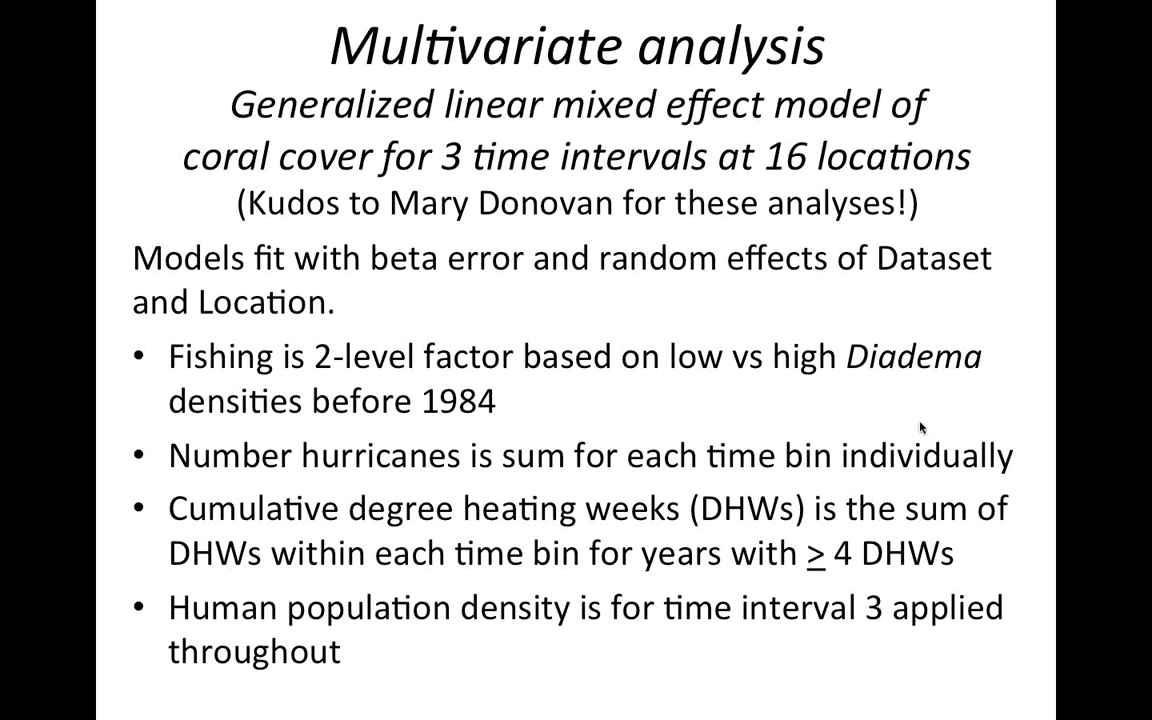 Multivariate analysis
Generalized linear mixed effect model of
coral cover for 3 time intervals at 16 locations
(Kudos to Mary Donovan for these analyses!)
Models fit with beta error and random effects of Dataset
and Location.
• Fishing is 2-level factor based on low vs high Diadema
densities before 1984
• Number hurricanes is sum for each time bin individually
• Cumulative degree heating weeks (DHWs) is the sum of
DHWs within each time bin for years with ≥ 4 DHWs
• Human population density is for time interval 3 applied
throughout